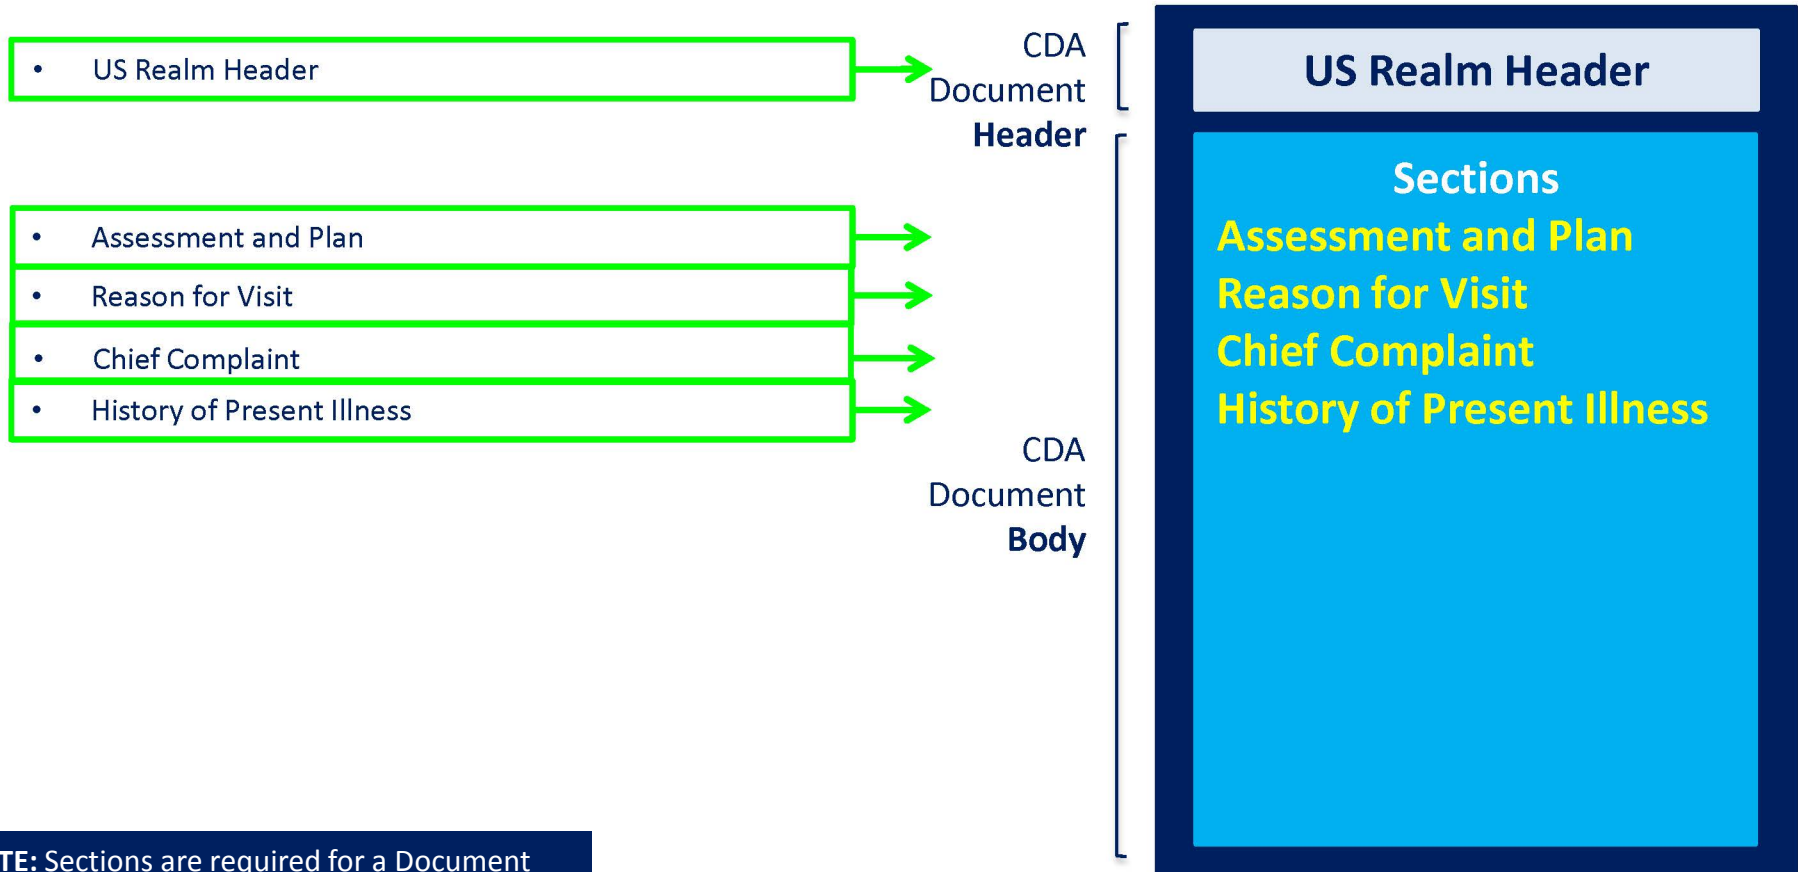 • US Realm Header
• Assessment and Plan
• Reason for Visit
• Chief Complaint
• History of Present Illness
CDA
Document
Header
CDA
Document
Body
US Realm Header
Sections
Assessment and Plan
Reason for Visit
Chief Complaint
History of Present Illness
TE: Sections are required for a Document